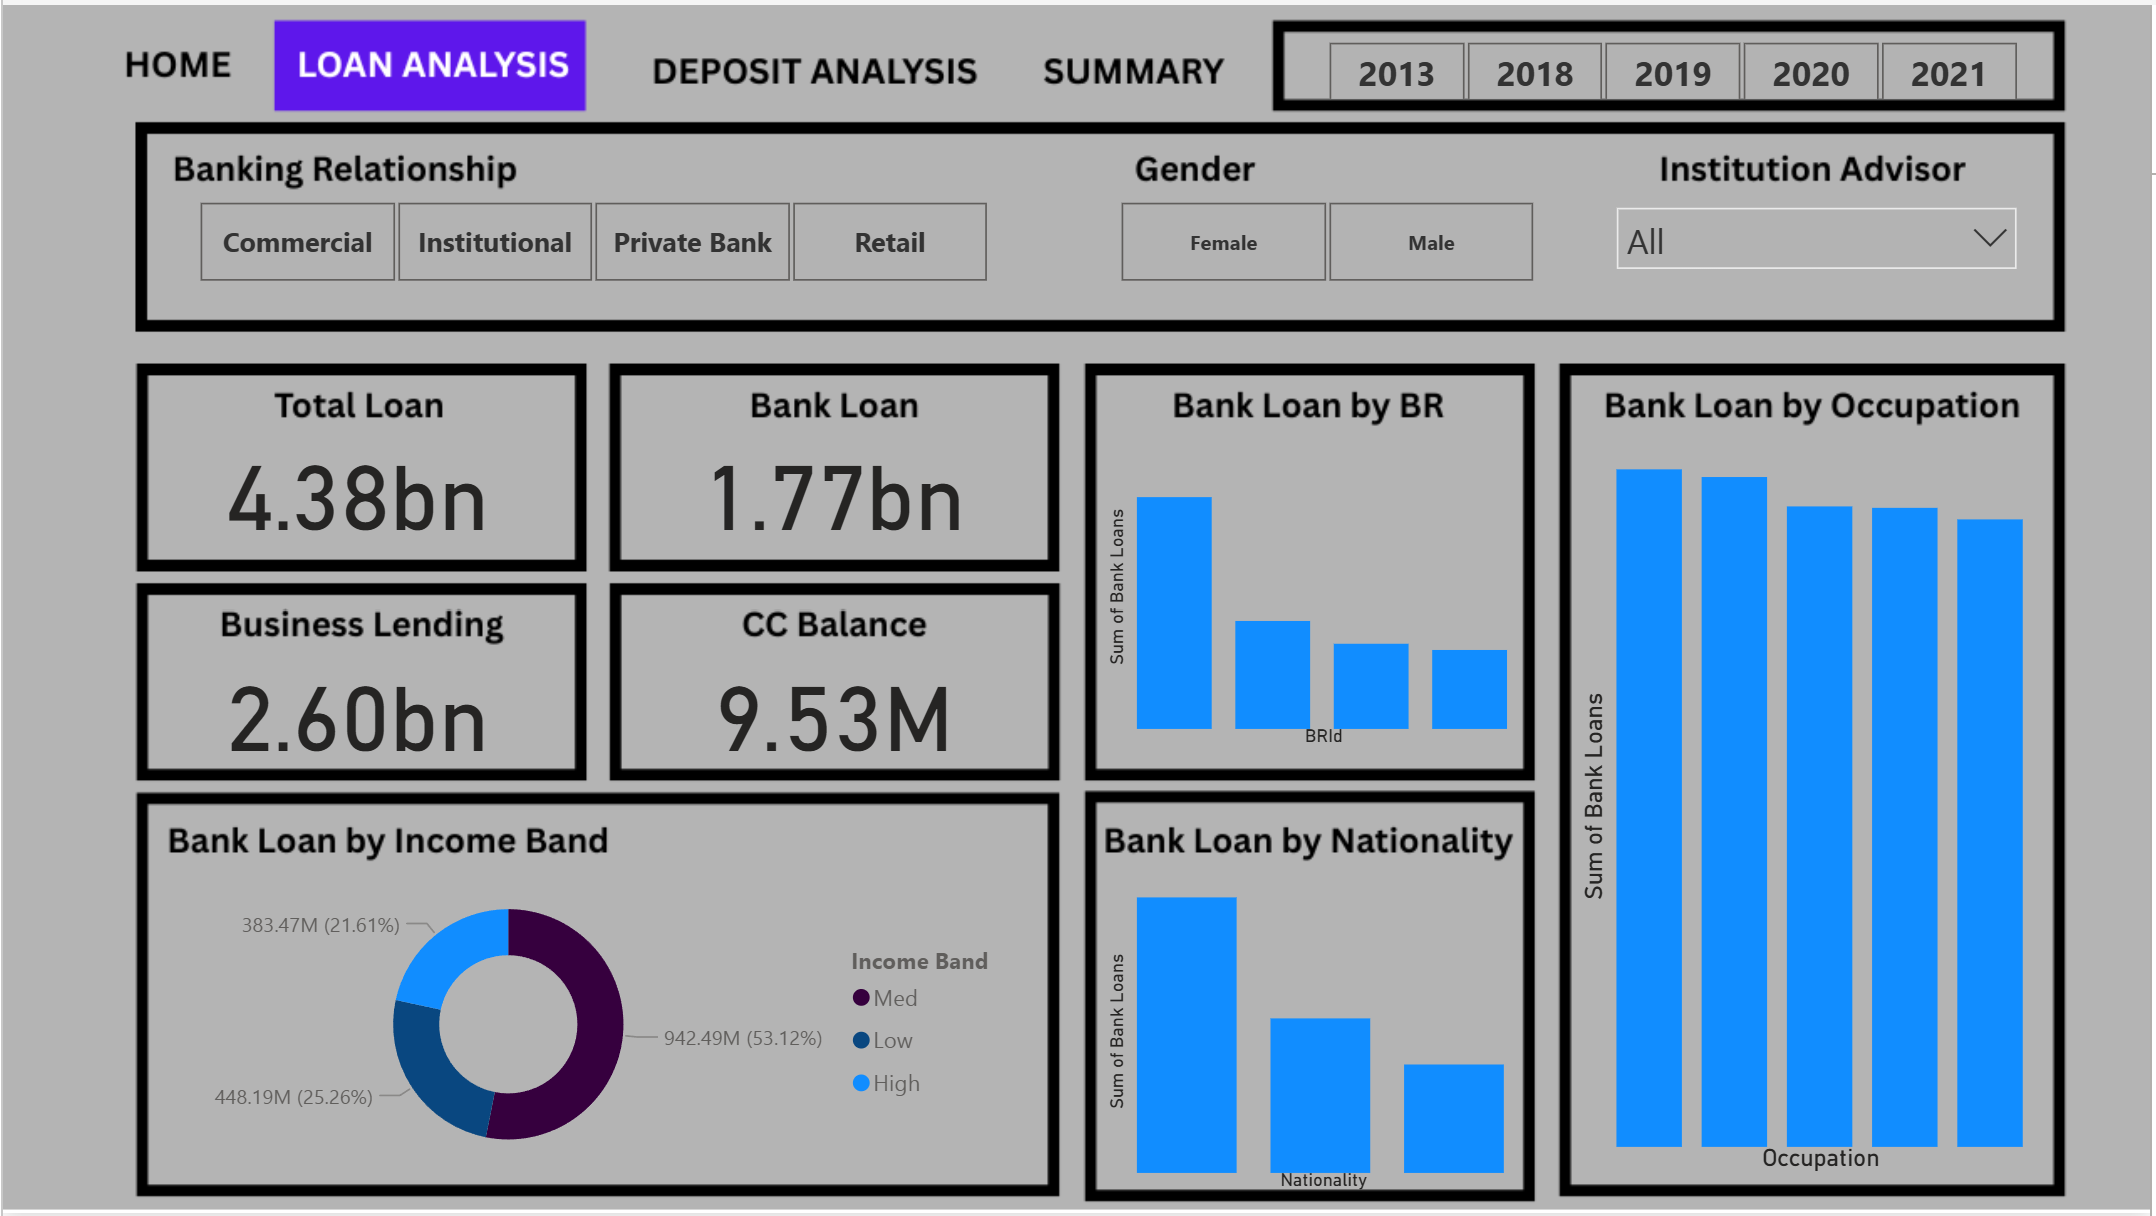 HOME LOAN ANALYSIS DEPOSIT ANALYSIS SUMMARY 2013 2018 2019 2020 2021
Banking Relationship Gender Institution Advisor
Commercial Institutional Private Bank Retail Female Male All
Total Loan
4.38bn
Bank Loan
1.77bn
Business Lending
2.60bn
CC Balance
9.53M
Bank Loan by BR
Sum of Bank Loans
BRId
Bank Loan by Occupation
Sum of Bank Loans
Occupation
Bank Loan by Income Band
383.47M (21.61%)
942.49M (53.12%)
448.19M (25.26%)
Income Band
Med
Low
High
Bank Loan by Nationality
Sum of Bank Loans
Nationality